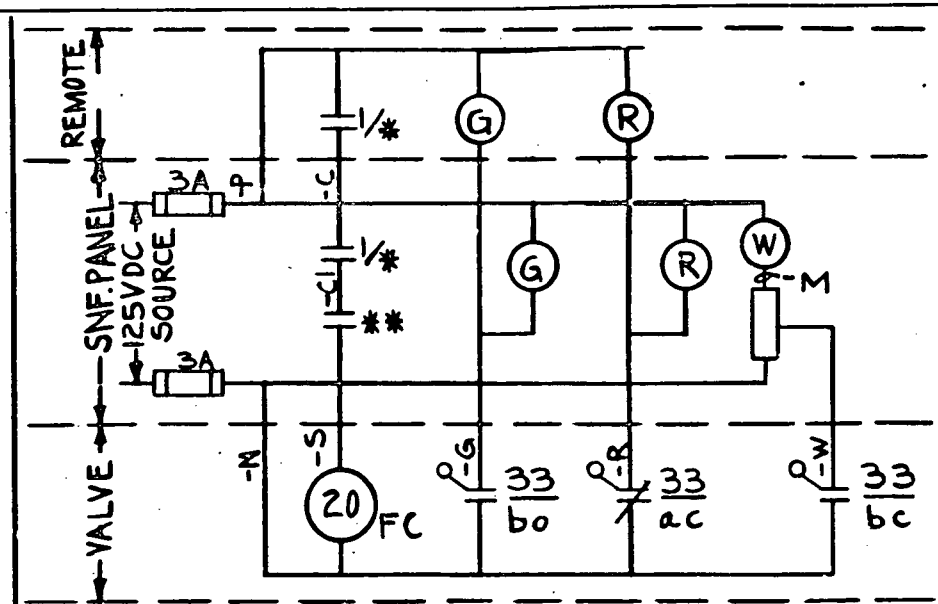 REMOTE
SNF. PANEL
VALVE
125VDC
SOURCE
1/*
G
R
3A
-P
-C
1/*
-C1
**
G
R
W
-M
3A
-N
-S
-G
-R
-W
20
FC
33
bo
33
ac
33
bc